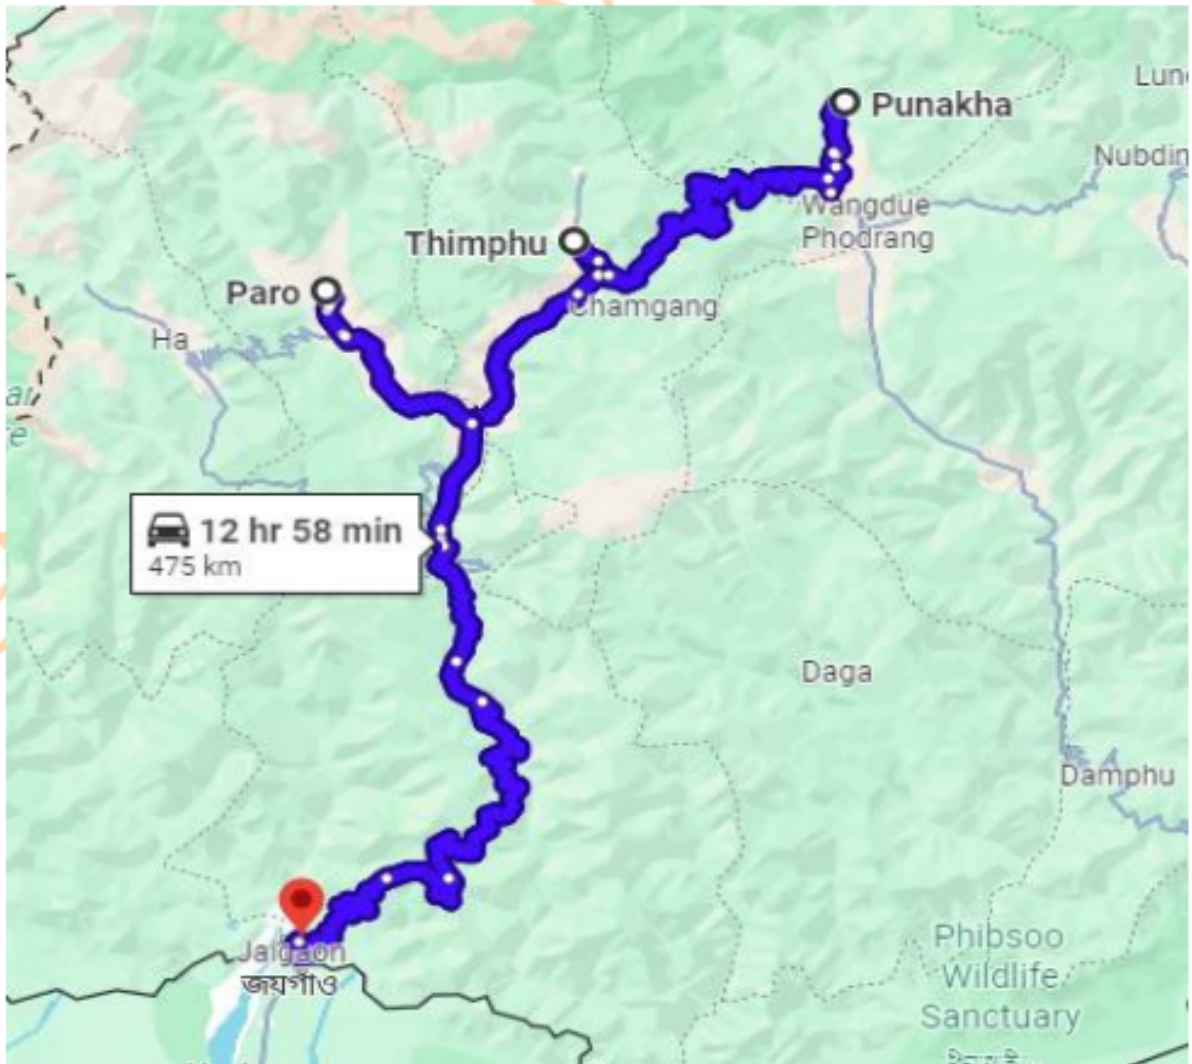 Punakha
Nubdin
Wangdue
Phodrang
Thimphu
Chamgang
Paro
Ha
12 hr 58 min
475 km
Daga
Damphu
Jaigaon
জয়গাঁও
Phibsoo
Wildlife
Sanctuary